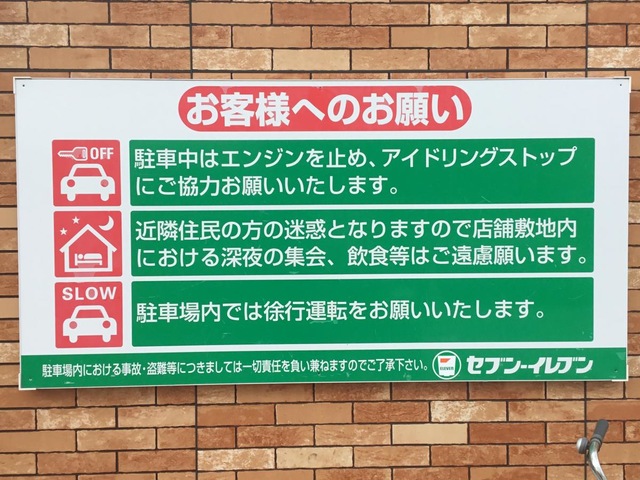 お客様へのお願い
OFF
駐車中はエンジンを止め、アイドリングストップ
にご協力お願いいたします。
近隣住民の方の迷惑となりますので店舗敷地内
における深夜の集会、飲食等はご遠慮願います。
SLOW
駐車場内では徐行運転をお願いいたします。
駐車場内における事故・盗難等につきましては一切責任を負い兼ねますのでご了承下さい。
セブン-イレブン